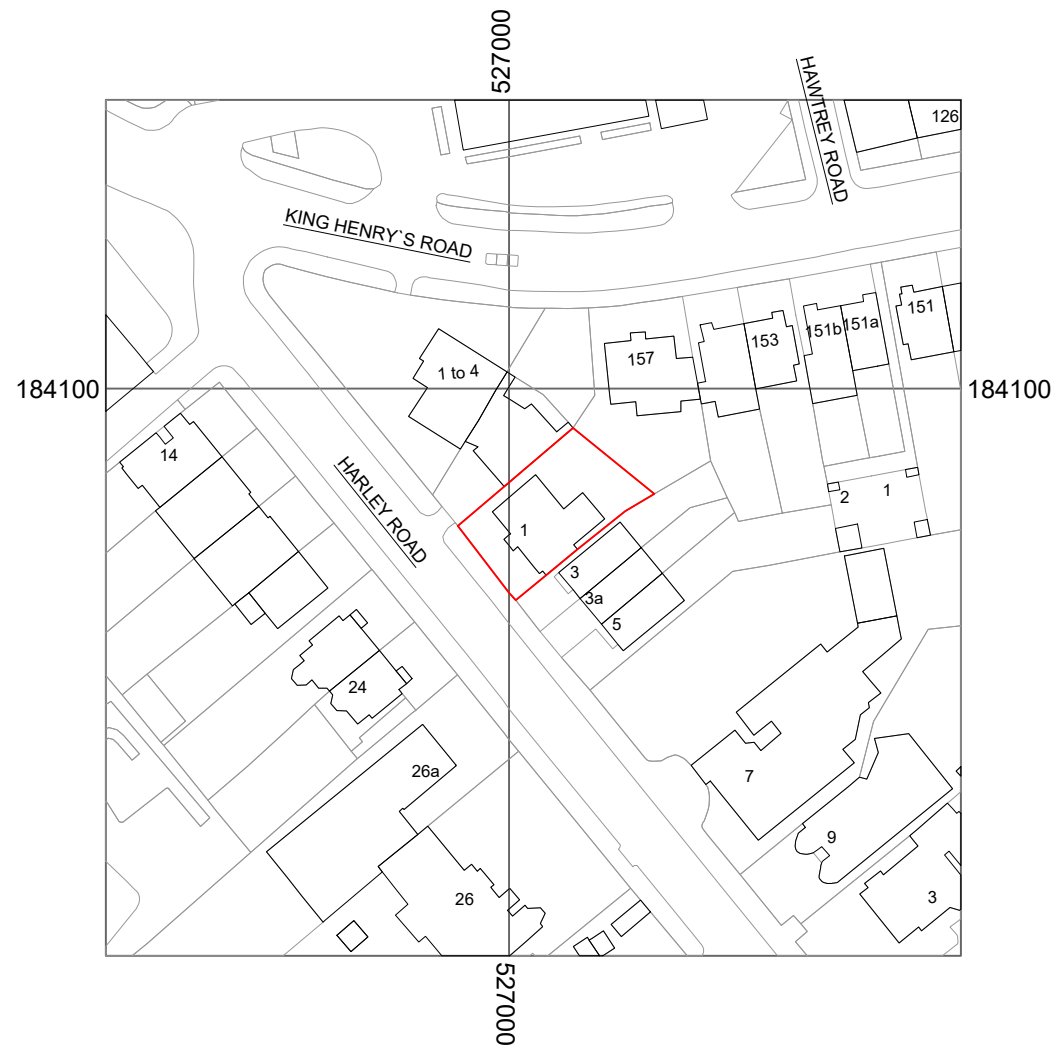 527000
HAWTREY ROAD
126
KING HENRY`S ROAD
151
151b
151a
153
157
1 to 4
184100
184100
14
HARLEY ROAD
2
1
1
3
3a
5
24
26a
7
9
26
3
527000